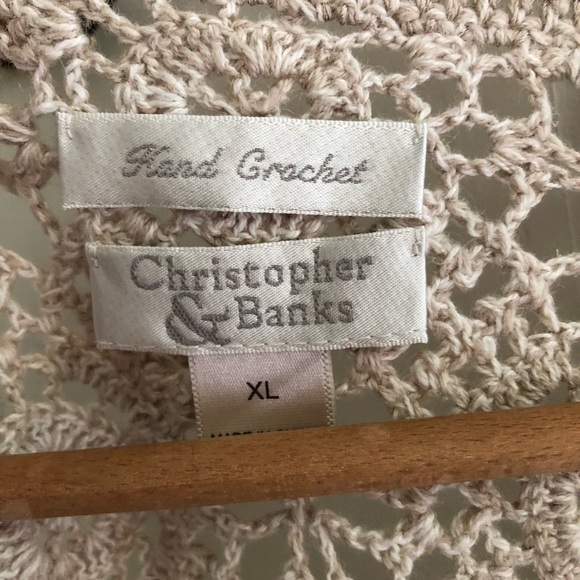 Hand Crochet
Christopher
& Banks
XL